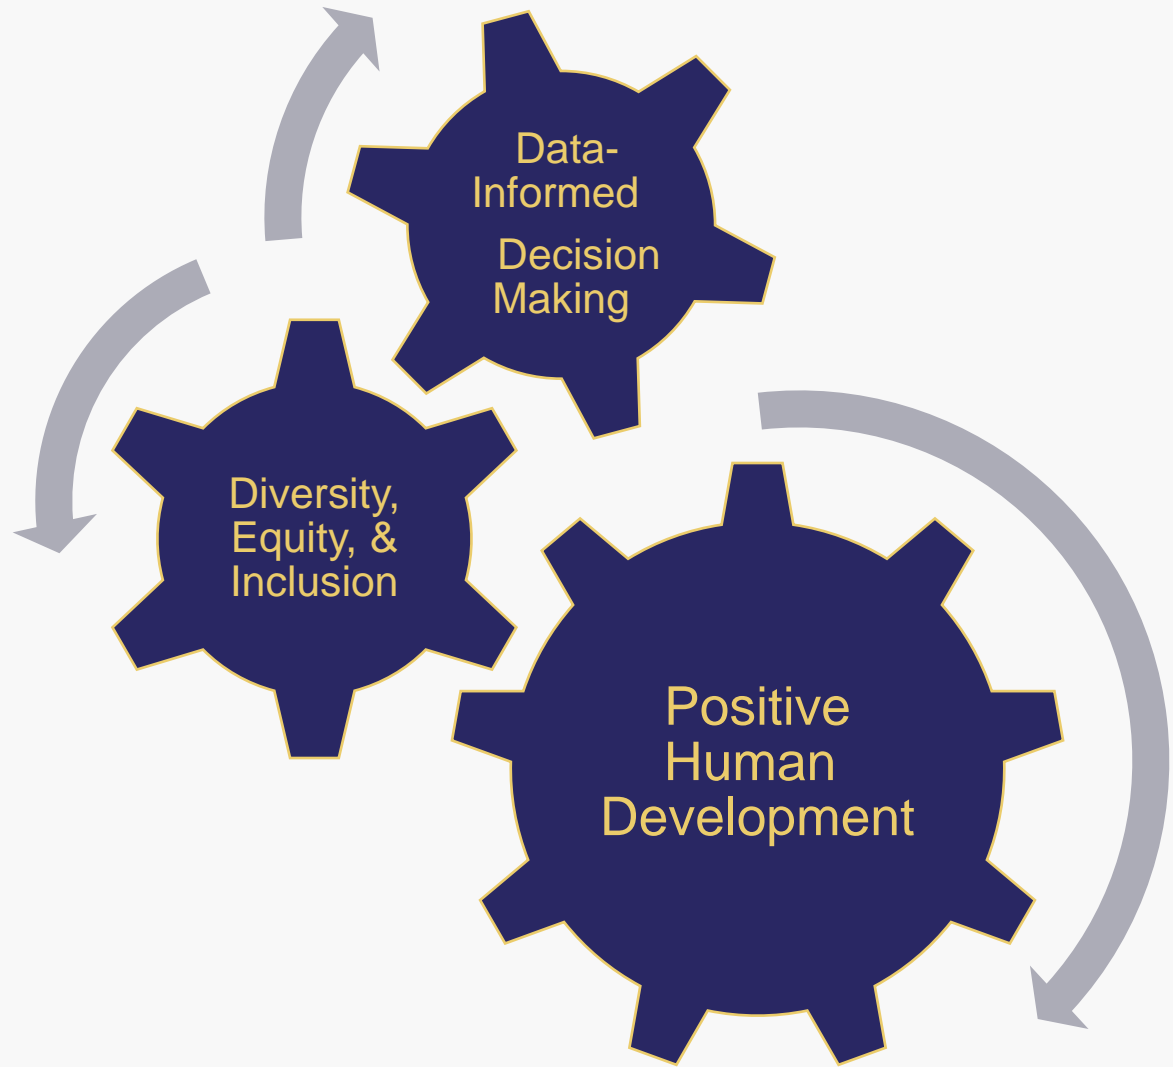 Data-
Informed
Decision
Making
Diversity,
Equity, &
Inclusion
Positive
Human
Development